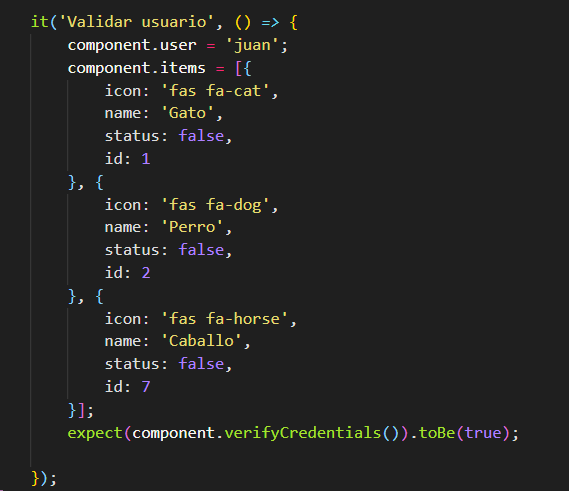 it('Validar usuario', () => {
    component.user = 'juan';
    component.items = [{
        icon: 'fas fa-cat',
        name: 'Gato',
        status: false,
        id: 1
    }, {
        icon: 'fas fa-dog',
        name: 'Perro',
        status: false,
        id: 2
    }, {
        icon: 'fas fa-horse',
        name: 'Caballo',
        status: false,
        id: 7
    }];
    expect(component.verifyCredentials()).toBe(true);
});